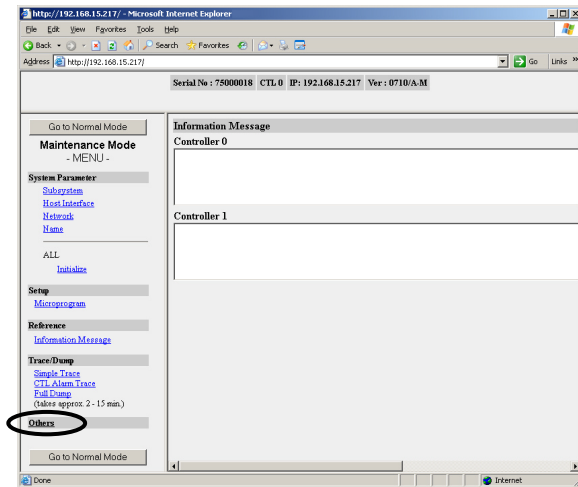 http://192.168.15.217/ - Microsoft Internet Explorer
File Edit View Favorites Tools Help
Back Search Favorites
Address http://192.168.15.217/ Go Links »
Serial No : 75000018 CTL 0 IP: 192.168.15.217 Ver : 0710/A-M
Go to Normal Mode
Maintenance Mode
- MENU -
System Parameter
Subsystem
Host Interface
Network
Name
ALL
Initialize
Setup
Microprogram
Reference
Information Message
Trace/Dump
Simple Trace
CTL Alarm Trace
Full Dump
(takes approx. 2 - 15 min.)
Others
Go to Normal Mode
Information Message
Controller 0
Controller 1
Done Internet